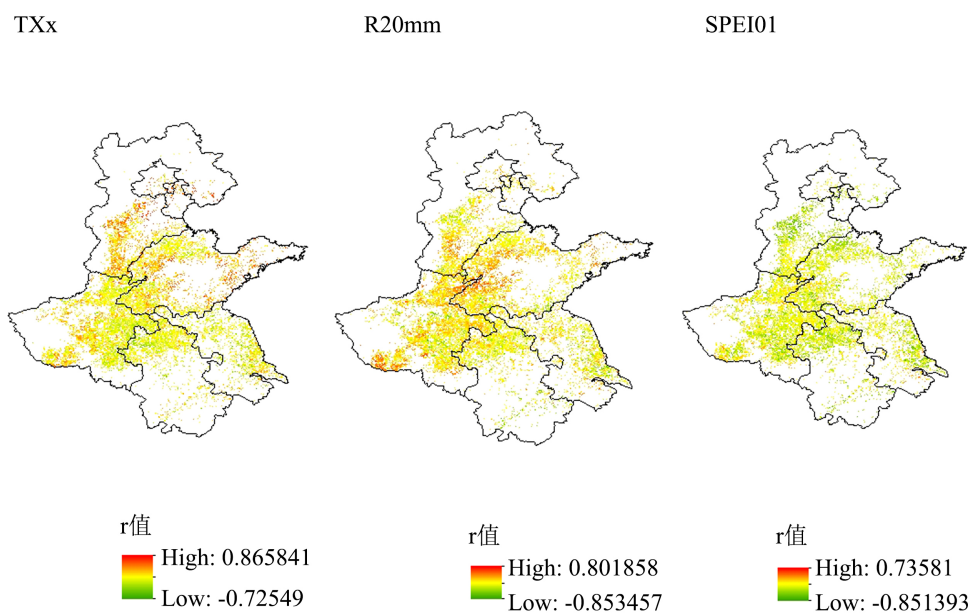 TXx
R20mm
SPEI01
r值
High: 0.865841
Low: -0.72549
r值
High: 0.801858
Low: -0.853457
r值
High: 0.73581
Low: -0.851393